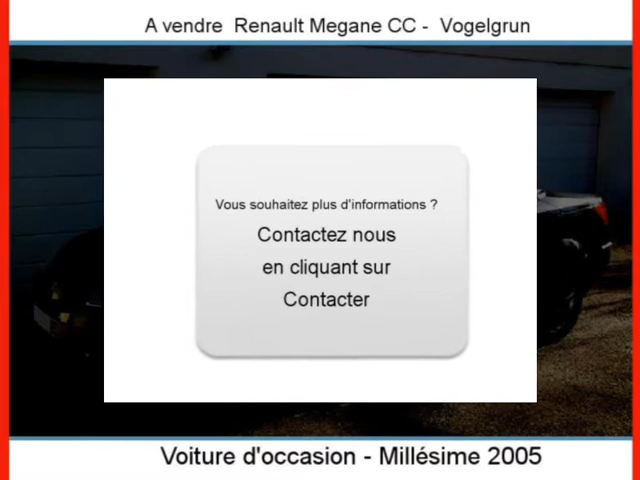 A vendre Renault Megane CC - Vogelgrun
Vous souhaitez plus d'informations ?
Contactez nous
en cliquant sur
Contacter
Voiture d'occasion - Millésime 2005